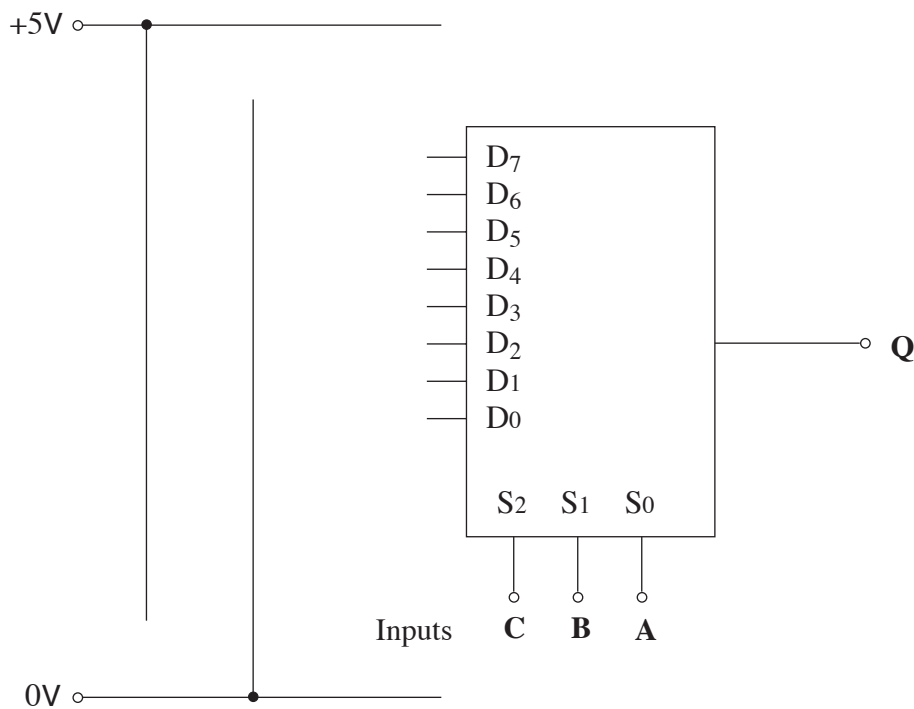 +5V
D7
D6
D5
D4
D3
D2
D1
D0
Q
S2 S1 S0
Inputs C B A
0V